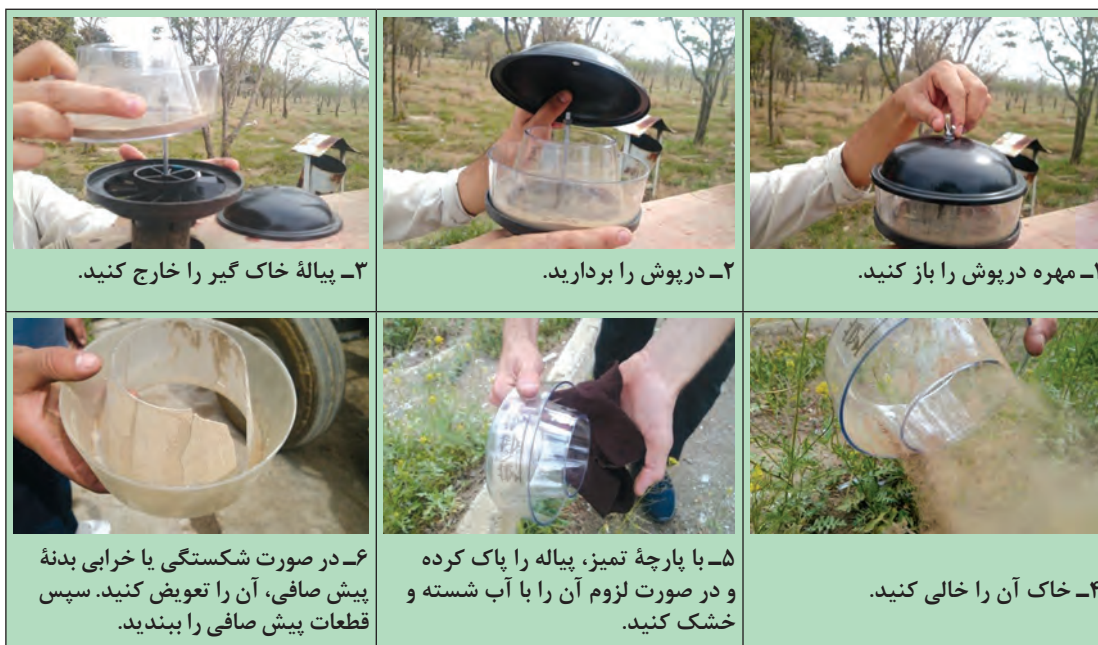 ۱ـ مهره درپوش را باز کنید.
۲ـ درپوش را بردارید.
۳ـ پیالۀ خاک گیر را خارج کنید.
۴ـ خاک آن را خالی کنید.
۵ـ با پارچۀ تمیز، پیاله را پاک کرده
و در صورت لزوم آن را با آب شسته و
خشک کنید.
۶ـ در صورت شکستگی یا خرابی بدنۀ
پیش صافی، آن را تعویض کنید. سپس
قطعات پیش صافی را ببندید.